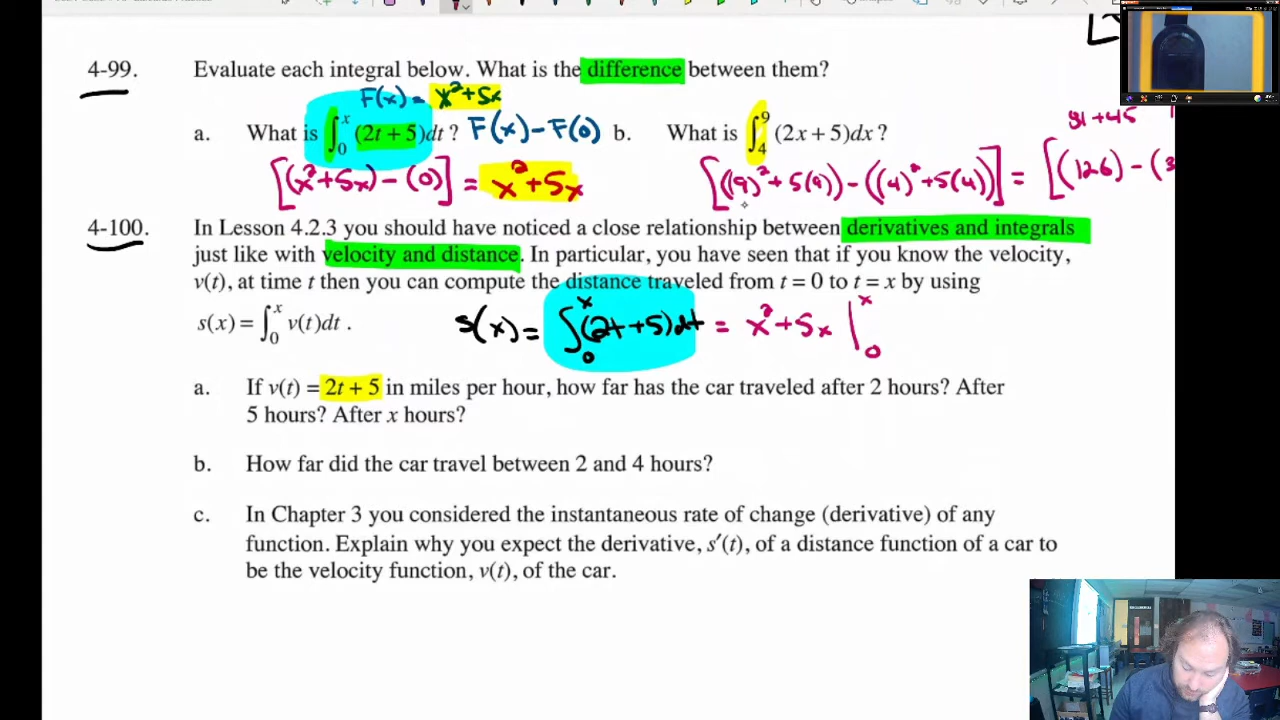 4-99. Evaluate each integral below. What is the difference between them?
F(x) = x² + 5x
a. What is ∫₀ˣ (2t + 5)dt ? F(x) - F(0) b. What is ∫₄⁹ (2x + 5)dx ?
81 + 45
[(x² + 5x) - (0)] = x² + 5x [((9)² + 5(9)) - ((4)² + 5(4))] = [(126) - (3
4-100. In Lesson 4.2.3 you should have noticed a close relationship between derivatives and integrals
just like with velocity and distance. In particular, you have seen that if you know the velocity,
v(t), at time t then you can compute the distance traveled from t = 0 to t = x by using
s(x) = ∫₀ˣ v(t)dt . s(x) = ∫₀ˣ (2t + 5)dt = x² + 5x |₀ˣ
a. If v(t) = 2t + 5 in miles per hour, how far has the car traveled after 2 hours? After
5 hours? After x hours?
b. How far did the car travel between 2 and 4 hours?
c. In Chapter 3 you considered the instantaneous rate of change (derivative) of any
function. Explain why you expect the derivative, s′(t), of a distance function of a car to
be the velocity function, v(t), of the car.